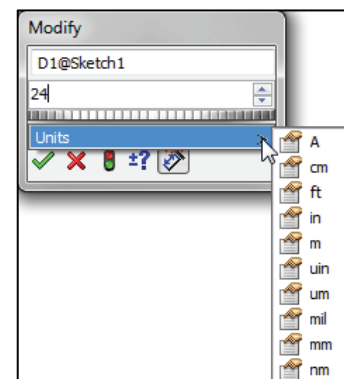 Modify
D1@Sketch1
24
Units
±?
A
cm
ft
in
m
uin
um
mil
mm
nm